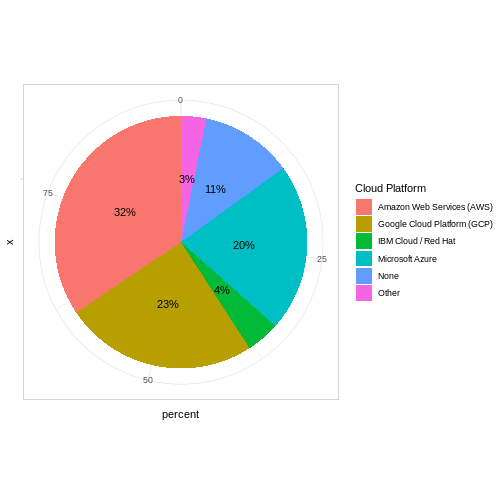 0
3%
11%
Cloud Platform
75
Amazon Web Services (AWS)
32%
Google Cloud Platform (GCP)
x
20%
IBM Cloud / Red Hat
25
Microsoft Azure
None
4%
Other
23%
50
percent